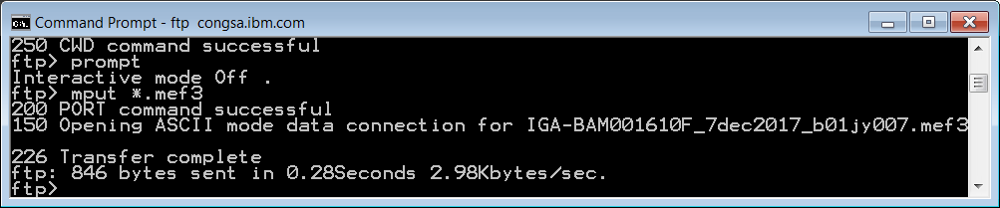 Command Prompt - ftp congsa.ibm.com
250 CWD command successful
ftp> prompt
Interactive mode Off .
ftp> mput *.mef3
200 PORT command successful
150 Opening ASCII mode data connection for IGA-BAM001610F_7dec2017_b01jy007.mef3
226 Transfer complete
ftp: 846 bytes sent in 0.28Seconds 2.98Kbytes/sec.
ftp>